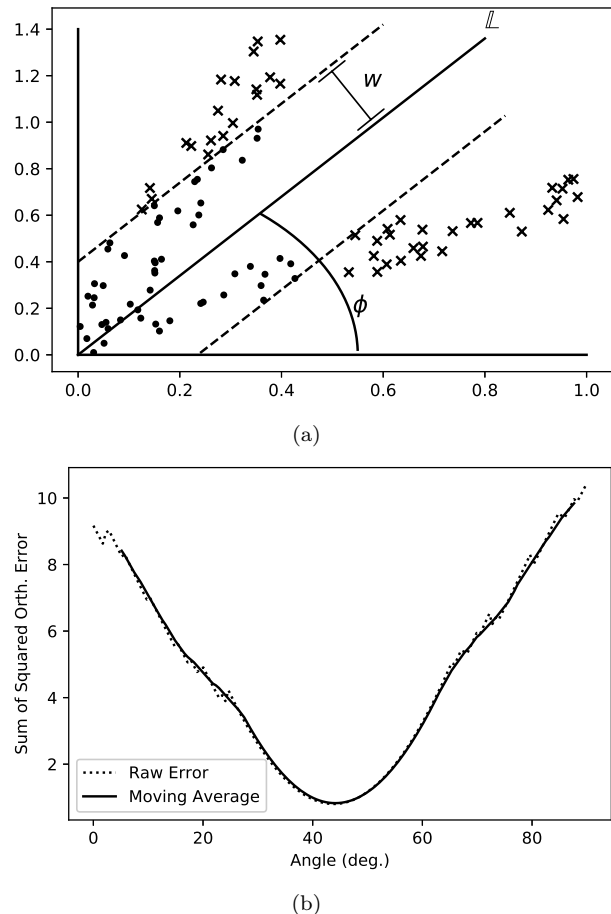 1.4
1.2
1.0
0.8
0.6
0.4
0.2
0.0
0.0 0.2 0.4 0.6 0.8 1.0
𝕃
w
ϕ
(a)
Sum of Squared Orth. Error
10
8
6
4
2
Raw Error
Moving Average
0 20 40 60 80
Angle (deg.)
(b)